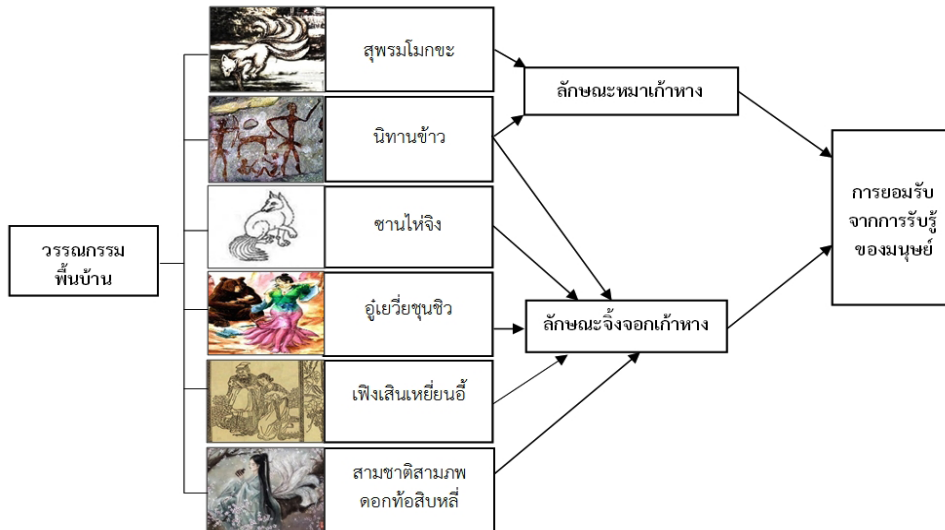 วรรณกรรม
พื้นบ้าน
สุพรมโมกขะ
นิทานข้าว
ซานไห่จิง
อู๋เยวี่ยชุนชิว
เฟิงเสินเหยี่ยนอี้
สามชาติสามภพ
ดอกท้อสิบหลี่
ลักษณะหมาเก้าหาง
ลักษณะจิ้งจอกเก้าหาง
การยอมรับ
จากการรับรู้
ของมนุษย์